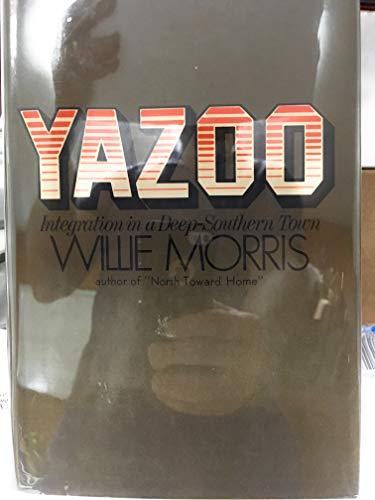 YAZOO
Integration in a Deep-Southern Town
WILLIE MORRIS
author of "North Toward Home"